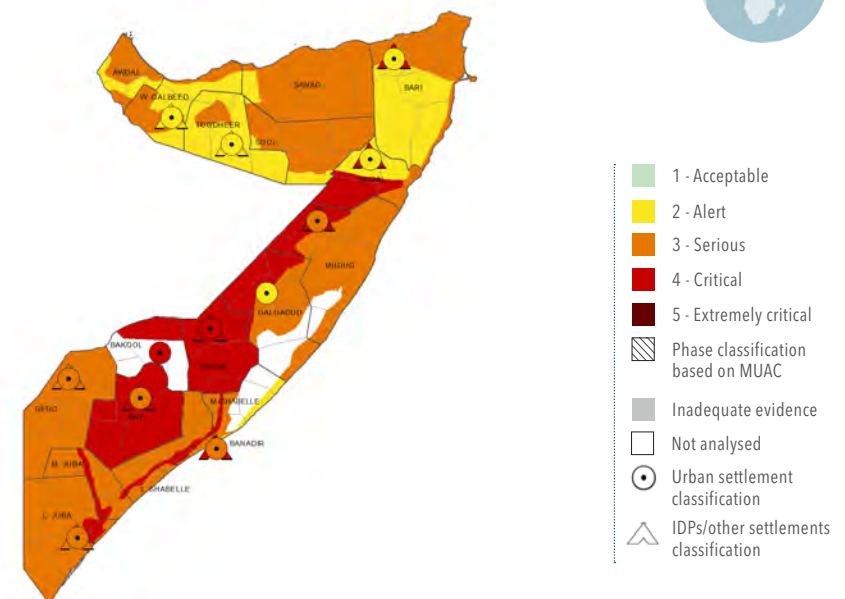 AWDAL
W. GALBEED
TOGDHEER
SANAG
BARI
MUDUG
GALGADUD
BAKOOL
GEDO
M. SHABELLE
BANADIR
M. JUBA
L. SHABELLE
L. JUBA
1 - Acceptable
2 - Alert
3 - Serious
4 - Critical
5 - Extremely critical
Phase classification
based on MUAC
Inadequate evidence
Not analysed
Urban settlement
classification
IDPs/other settlements
classification